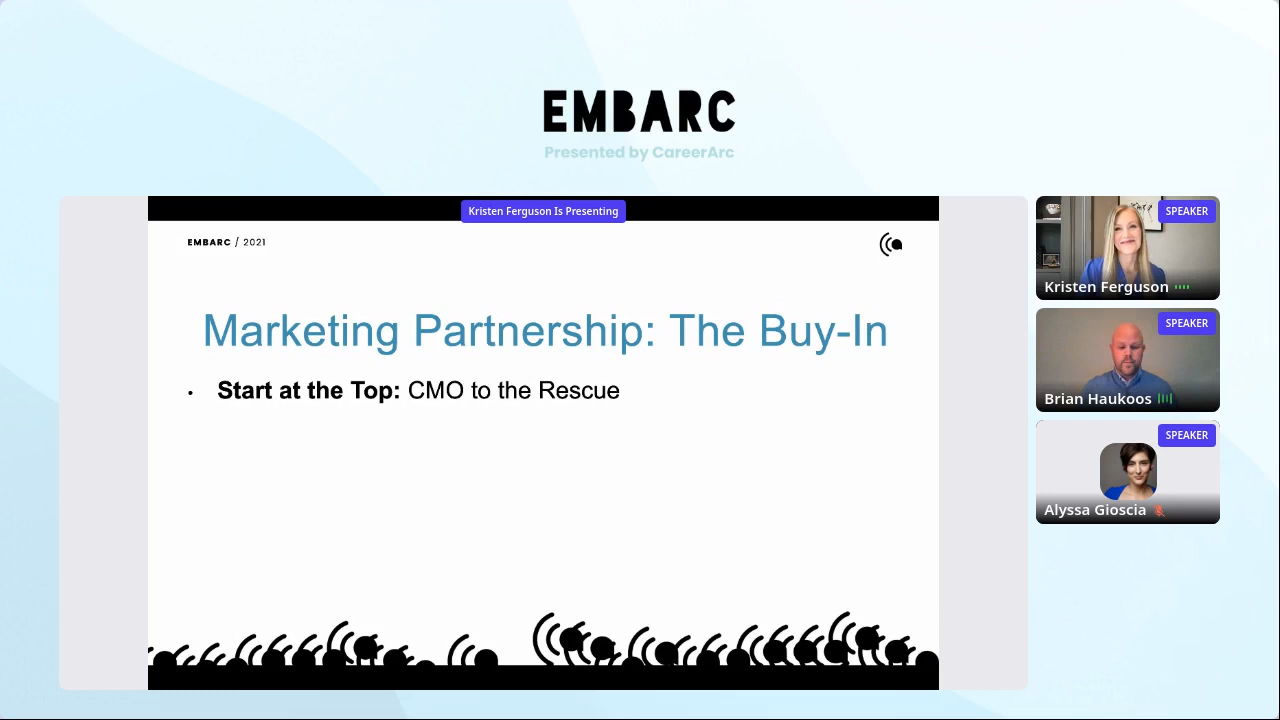 EMBARC
Presented by CareerArc
Kristen Ferguson Is Presenting
EMBARC / 2021
Marketing Partnership: The Buy-In
• Start at the Top: CMO to the Rescue
SPEAKER
Kristen Ferguson
SPEAKER
Brian Haukoos
SPEAKER
Alyssa Gioscia